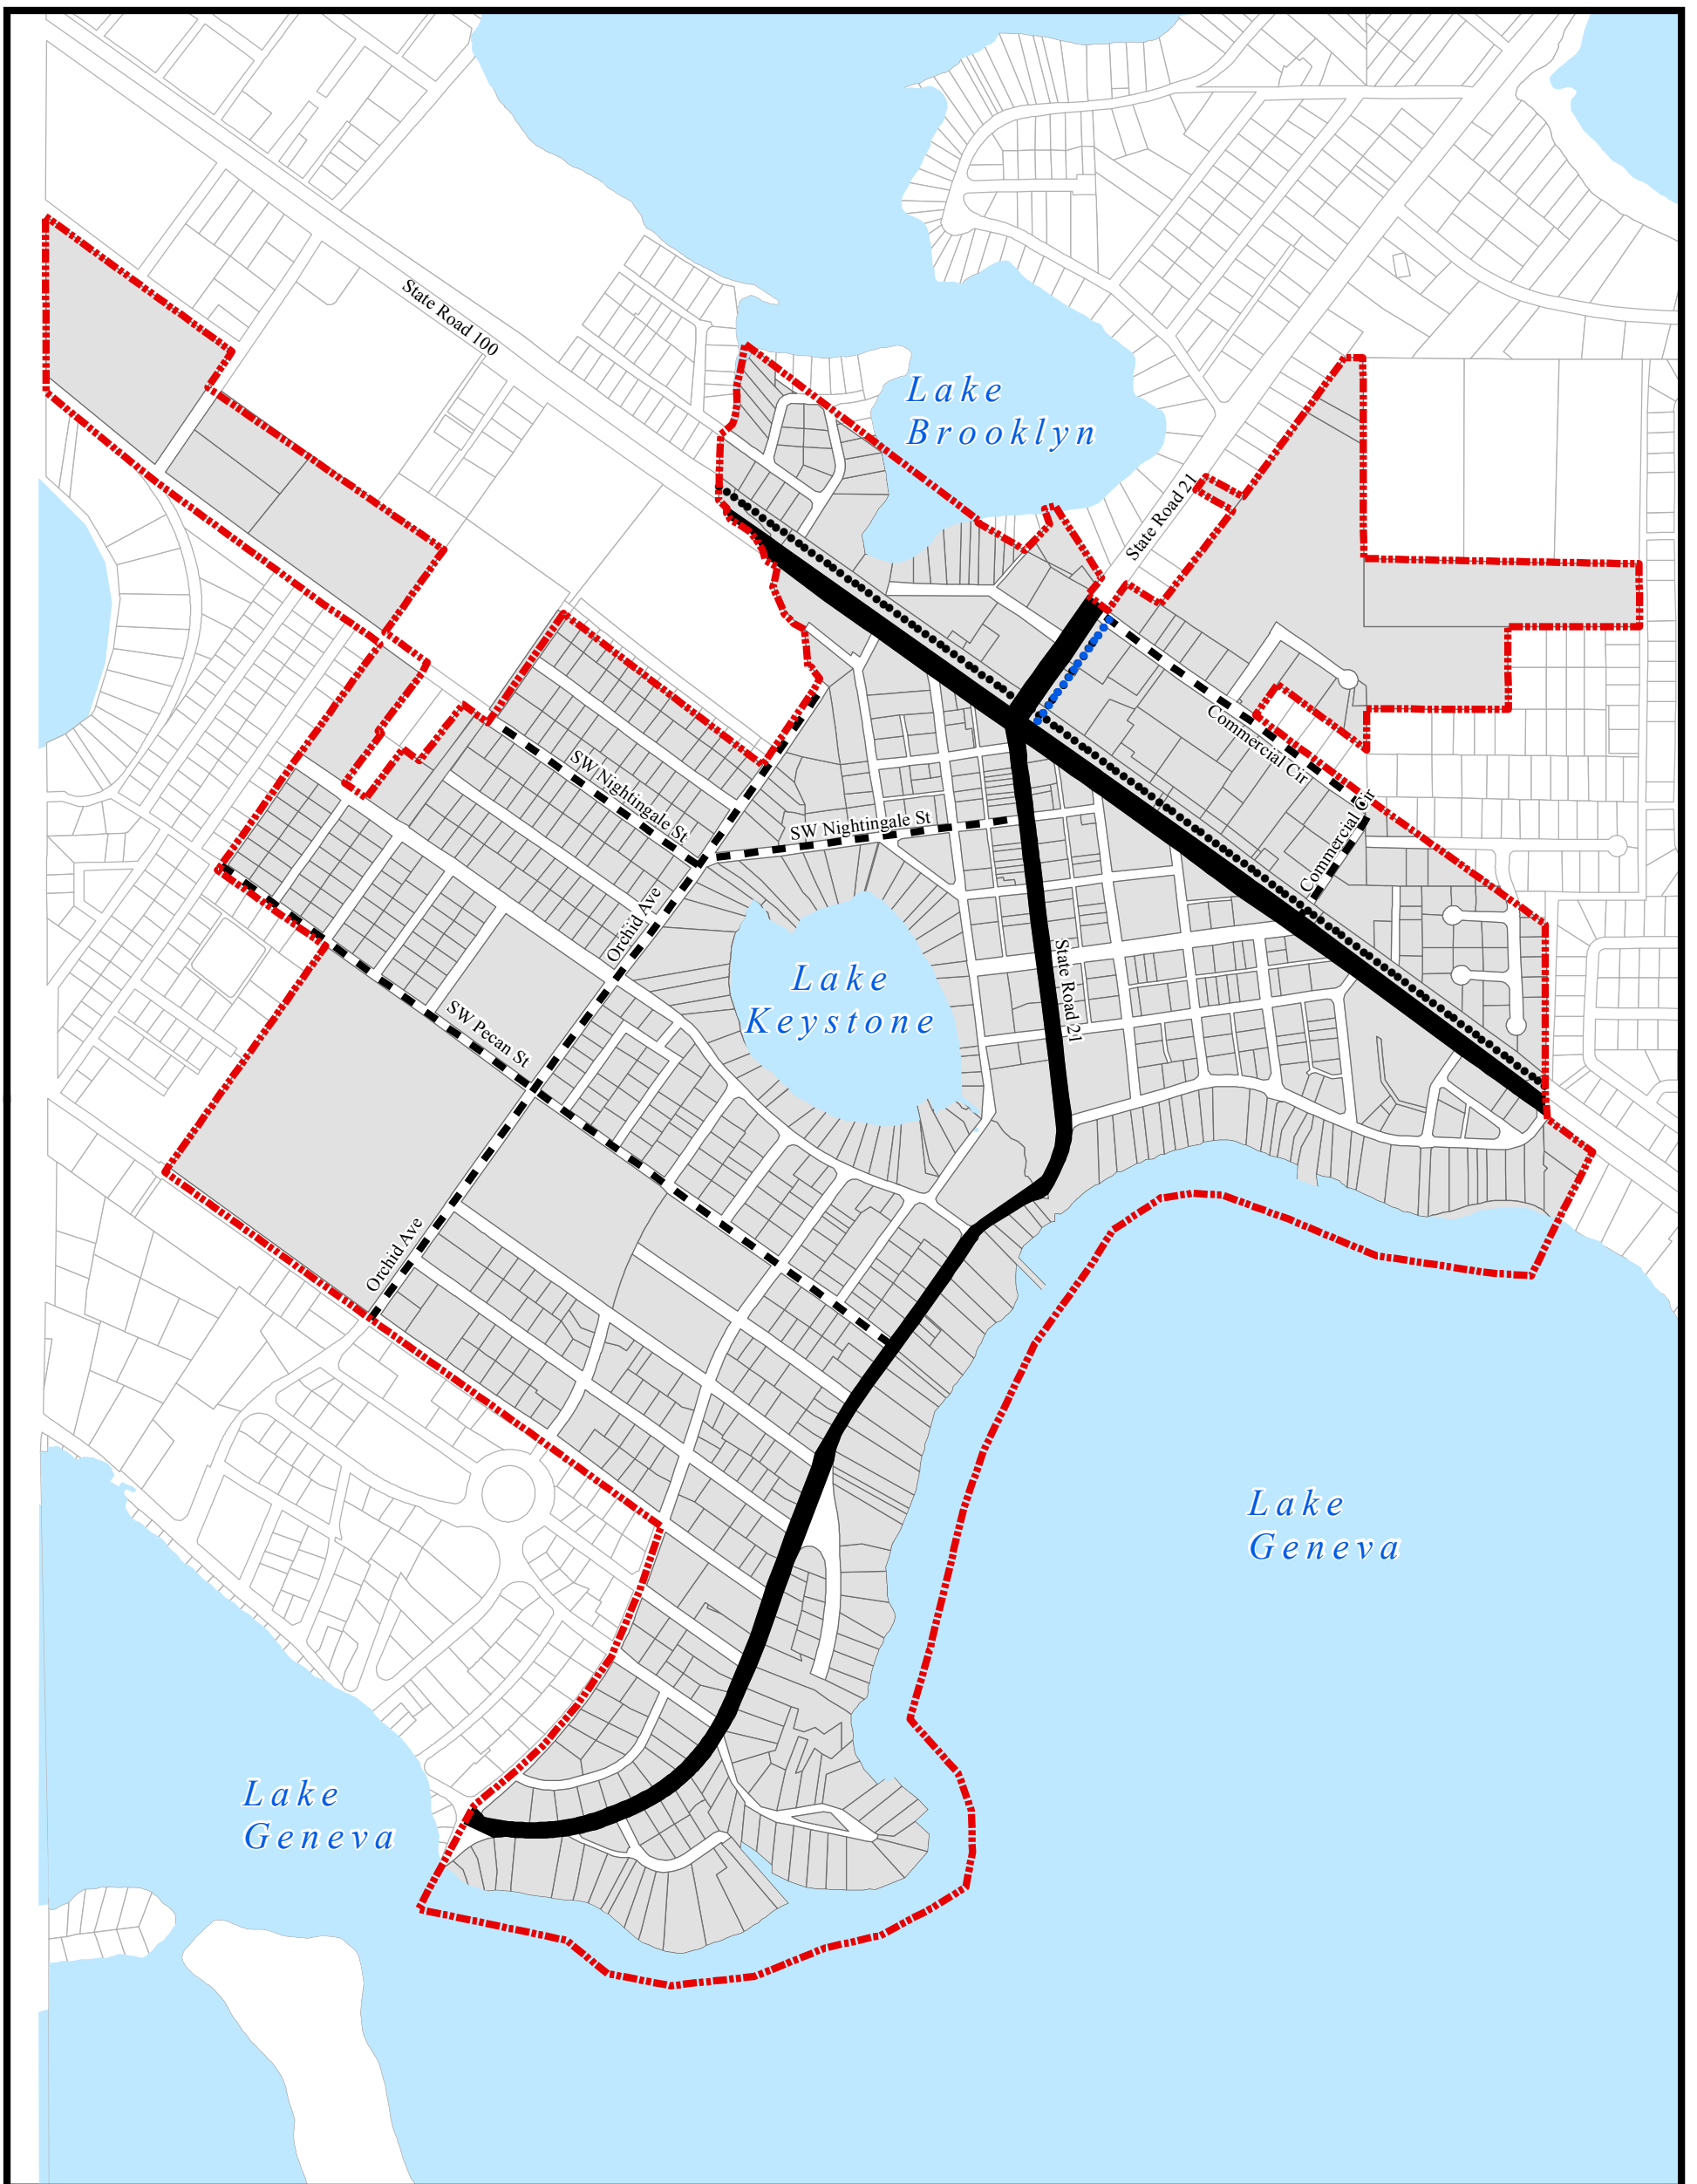 State Road 100
Lake
Brooklyn
State Road 21
Commercial Cir
SW Nightingale St
SW Nightingale St
Commercial Cir
Orchid Ave
State Road 21
Lake
Keystone
SW Pecan St
Orchid Ave
Lake
Geneva
Lake
Geneva